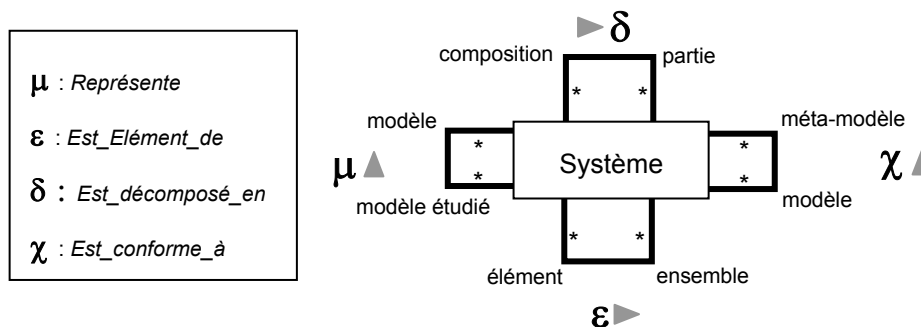 μ : Représente
ε : Est_Elément_de
δ : Est_décomposé_en
χ : Est_conforme_à
δ
composition
partie
* *
modèle
méta-modèle
* *
μ
Système
χ
* *
modèle étudié
modèle
* *
élément
ensemble
ε